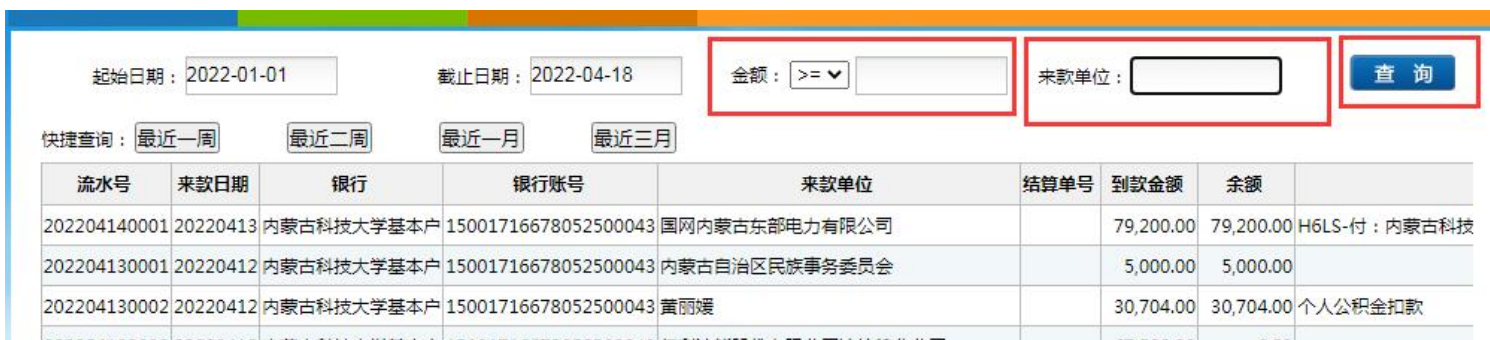 起始日期：2022-01-01 截止日期：2022-04-18 金额：>= 来款单位： 查 询
快捷查询：最近一周 最近二周 最近一月 最近三月
流水号 来款日期 银行 银行账号 来款单位 结算单号 到款金额 余额
202204140001 20220413 内蒙古科技大学基本户 15001716678052500043 国网内蒙古东部电力有限公司 79,200.00 79,200.00 H6LS-付：内蒙古科技
202204130001 20220412 内蒙古科技大学基本户 15001716678052500043 内蒙古自治区民族事务委员会 5,000.00 5,000.00
202204130002 20220412 内蒙古科技大学基本户 15001716678052500043 黄丽媛 30,704.00 30,704.00 个人公积金扣款